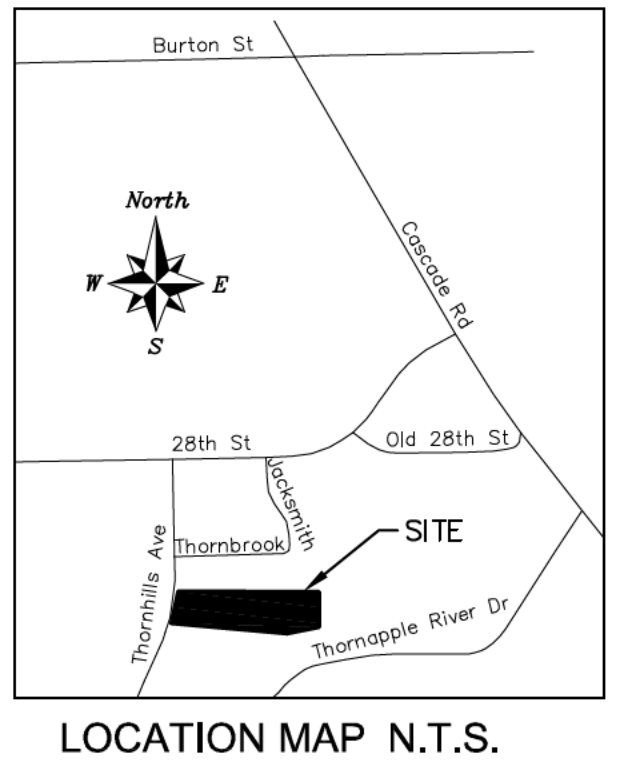 Burton St
North
W
E
S
Cascade Rd
28th St
Old 28th St
Jacksmith
Thornbrook
SITE
Thornhills Ave
Thornapple River Dr
LOCATION MAP N.T.S.